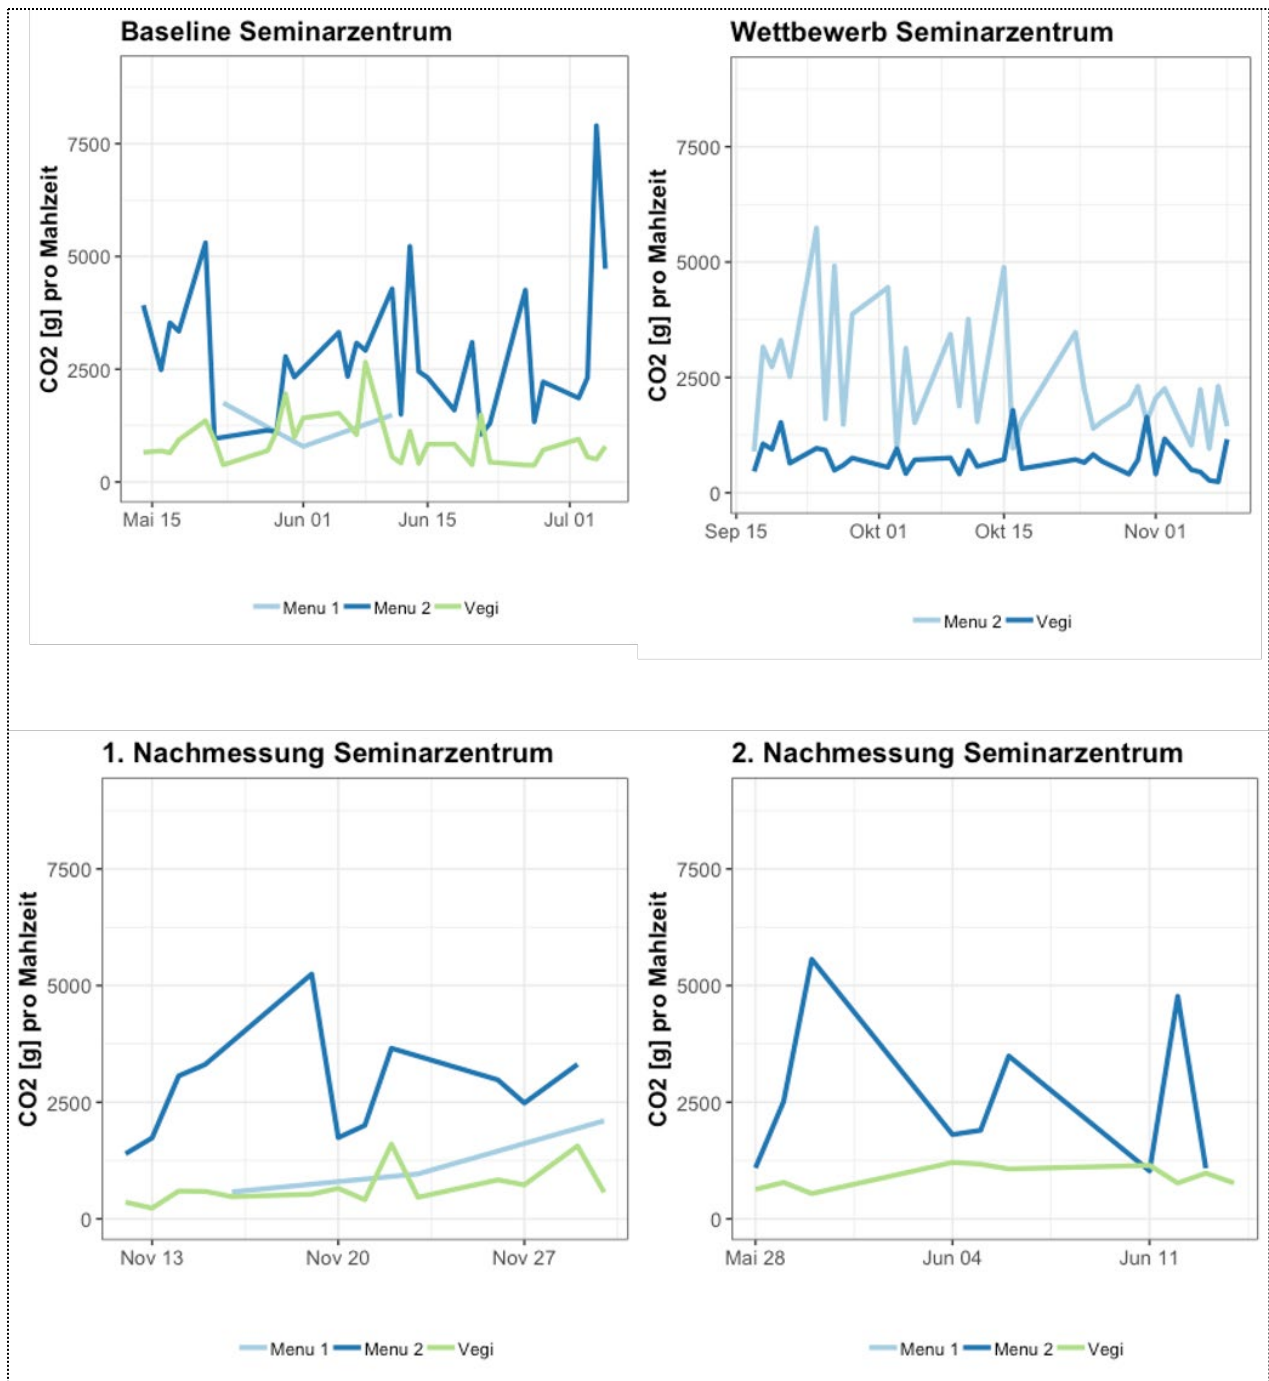 Baseline Seminarzentrum
CO2 [g] pro Mahlzeit
7500
5000
2500
0
Mai 15 Jun 01 Jun 15 Jul 01
Menu 1 Menu 2 Vegi
Wettbewerb Seminarzentrum
CO2 [g] pro Mahlzeit
7500
5000
2500
0
Sep 15 Okt 01 Okt 15 Nov 01
Menu 2 Vegi
1. Nachmessung Seminarzentrum
CO2 [g] pro Mahlzeit
7500
5000
2500
0
Nov 13 Nov 20 Nov 27
Menu 1 Menu 2 Vegi
2. Nachmessung Seminarzentrum
CO2 [g] pro Mahlzeit
7500
5000
2500
0
Mai 28 Jun 04 Jun 11
Menu 1 Menu 2 Vegi